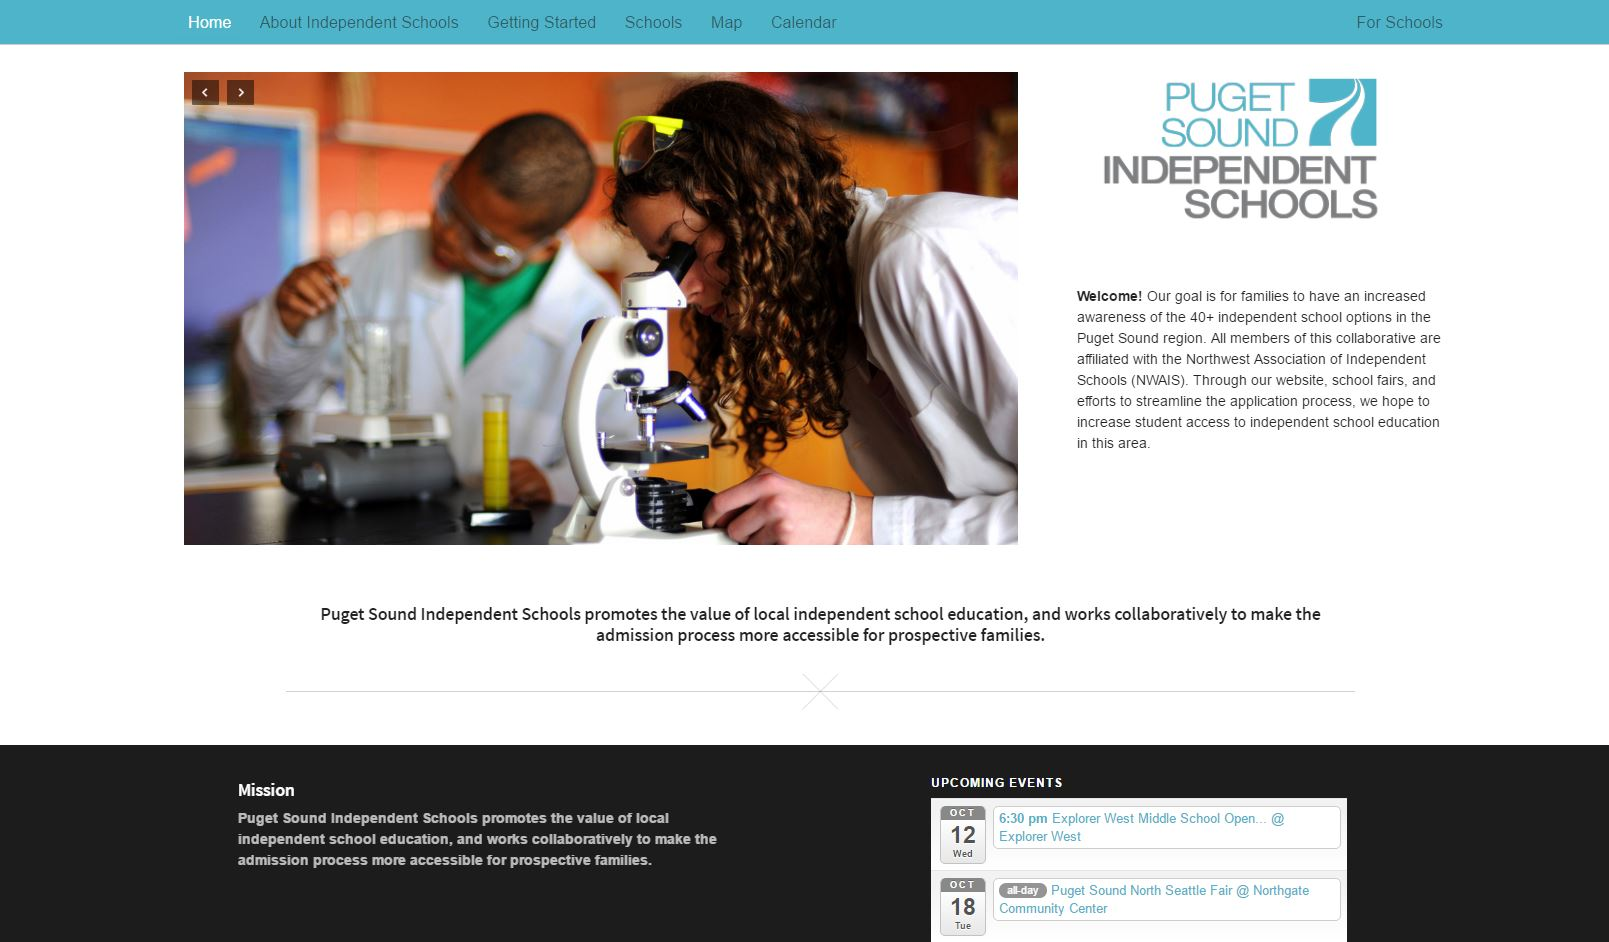 Home About Independent Schools Getting Started Schools Map Calendar For Schools
PUGET
SOUND
INDEPENDENT
SCHOOLS
Welcome! Our goal is for families to have an increased
awareness of the 40+ independent school options in the
Puget Sound region. All members of this collaborative are
affiliated with the Northwest Association of Independent
Schools (NWAIS). Through our website, school fairs, and
efforts to streamline the application process, we hope to
increase student access to independent school education
in this area.
Puget Sound Independent Schools promotes the value of local independent school education, and works collaboratively to make the
admission process more accessible for prospective families.
Mission
Puget Sound Independent Schools promotes the value of local
independent school education, and works collaboratively to make the
admission process more accessible for prospective families.
UPCOMING EVENTS
OCT
12
Wed
6:30 pm Explorer West Middle School Open... @
Explorer West
OCT
18
Tue
all-day Puget Sound North Seattle Fair @ Northgate
Community Center